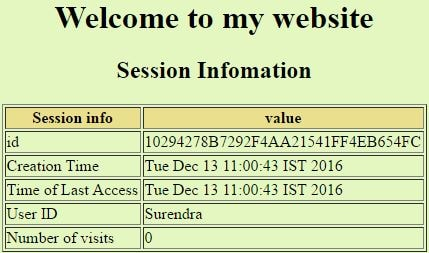 Welcome to my website
Session Infomation
Session info value
id 10294278B7292F4AA21541FF4EB654FC
Creation Time Tue Dec 13 11:00:43 IST 2016
Time of Last Access Tue Dec 13 11:00:43 IST 2016
User ID Surendra
Number of visits 0